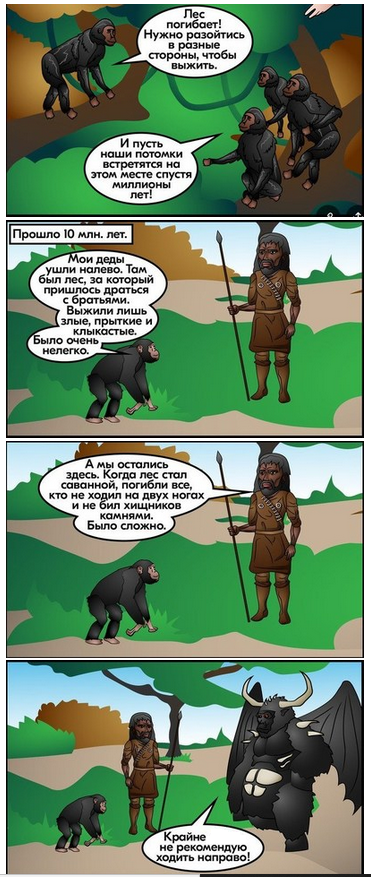 Лес
погибает!
Нужно разойтись
в разные
стороны, чтобы
выжить.
И пусть
наши потомки
встретятся на
этом месте спустя
миллионы
лет!
Прошло 10 млн. лет.
Мои деды
ушли налево. Там
был лес, за который
пришлось драться
с братьями.
Выжили лишь
злые, прыткие и
клыкастые.
Было очень
нелегко.
А мы остались
здесь. Когда лес стал
саванной, погибли все,
кто не ходил на двух ногах
и не бил хищников
камнями.
Было сложно.
Крайне
не рекомендую
ходить направо!